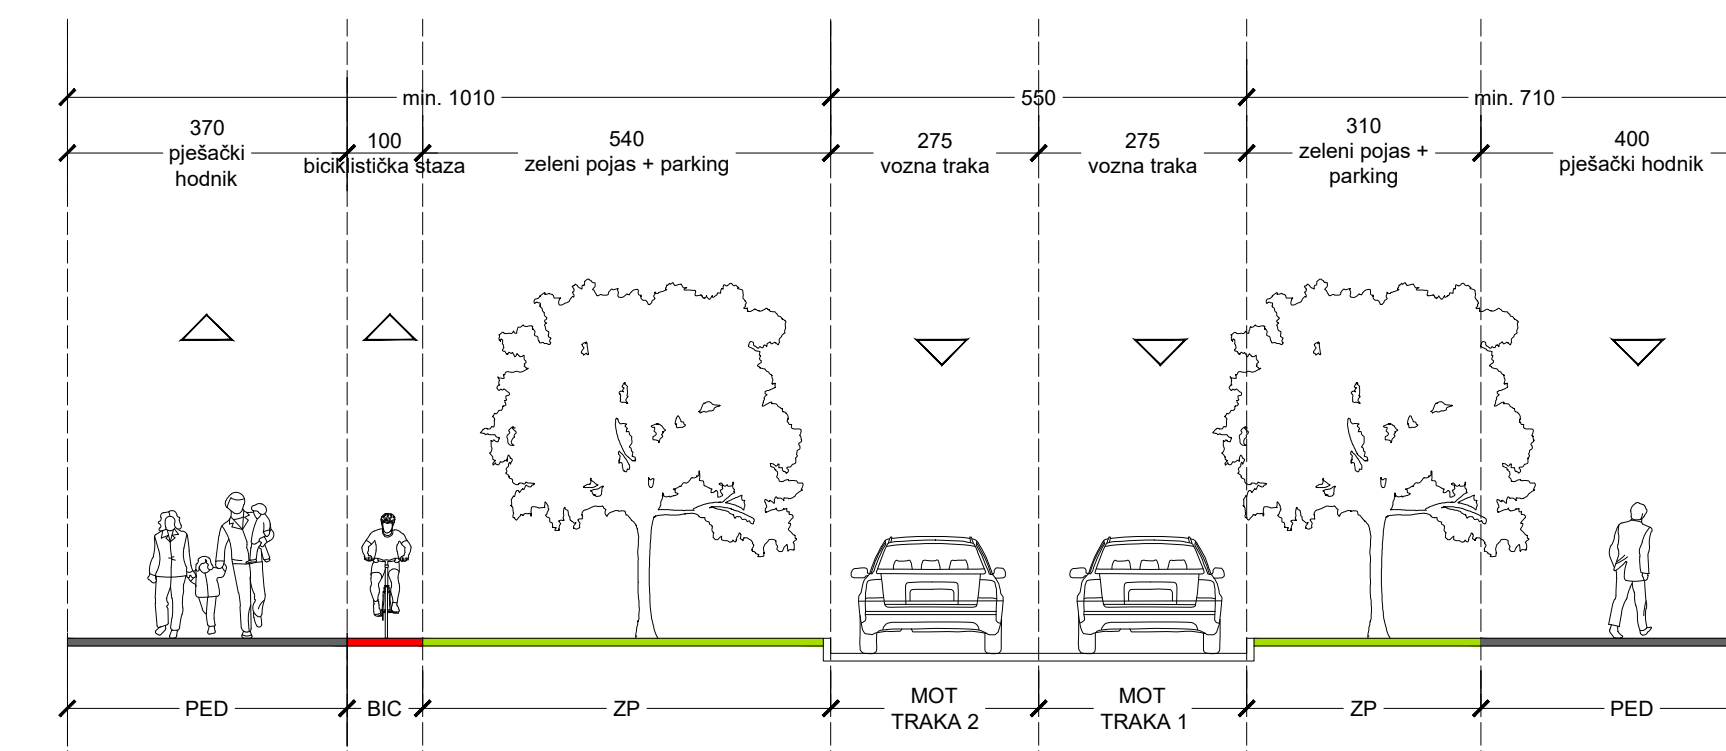 min. 1010
550
min. 710
370
pješački
hodnik
100
biciklistička staza
540
zeleni pojas + parking
275
vozna traka
275
vozna traka
310
zeleni pojas +
parking
400
pješački hodnik
PED
BIC
ZP
MOT
TRAKA 2
MOT
TRAKA 1
ZP
PED